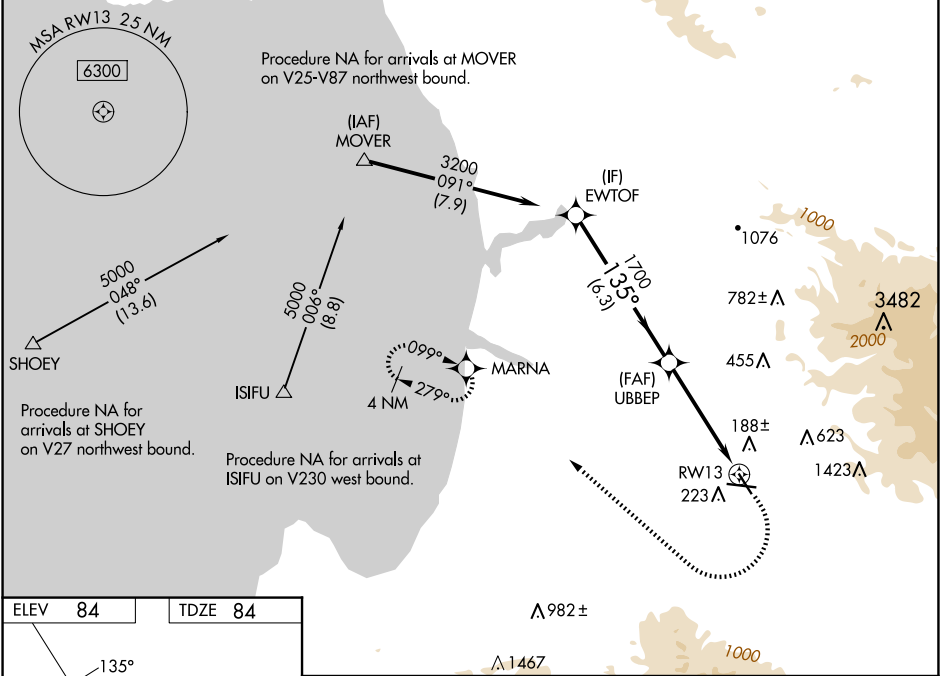 MSA RW13 25 NM
6300
Procedure NA for arrivals at MOVER
on V25-V87 northwest bound.
(IAF)
MOVER
3200
091°
(7.9)
(IF)
EWTOF
1000
1076
5000
048°
(13.6)
5000
006°
(8.8)
1700
135°
(6.3)
782±
3482
2000
SHOEY
ISIFU
099°
279°
4 NM
MARNA
(FAF)
UBBEP
455
Procedure NA for
arrivals at SHOEY
on V27 northwest bound.
Procedure NA for arrivals at
ISIFU on V230 west bound.
188±
623
1423
RW13
223
ELEV 84
TDZE 84
135°
982±
1467
1000